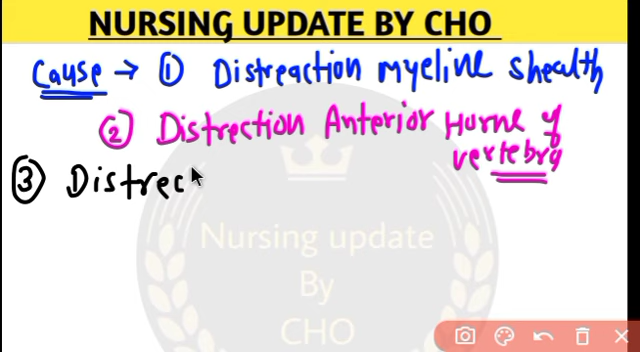 NURSING UPDATE BY CHO
Cause → ① Distreaction myeline shealth
② Distrection Anterior Horne of
vertebra
③ Distrec
Nursing update
By
CHO